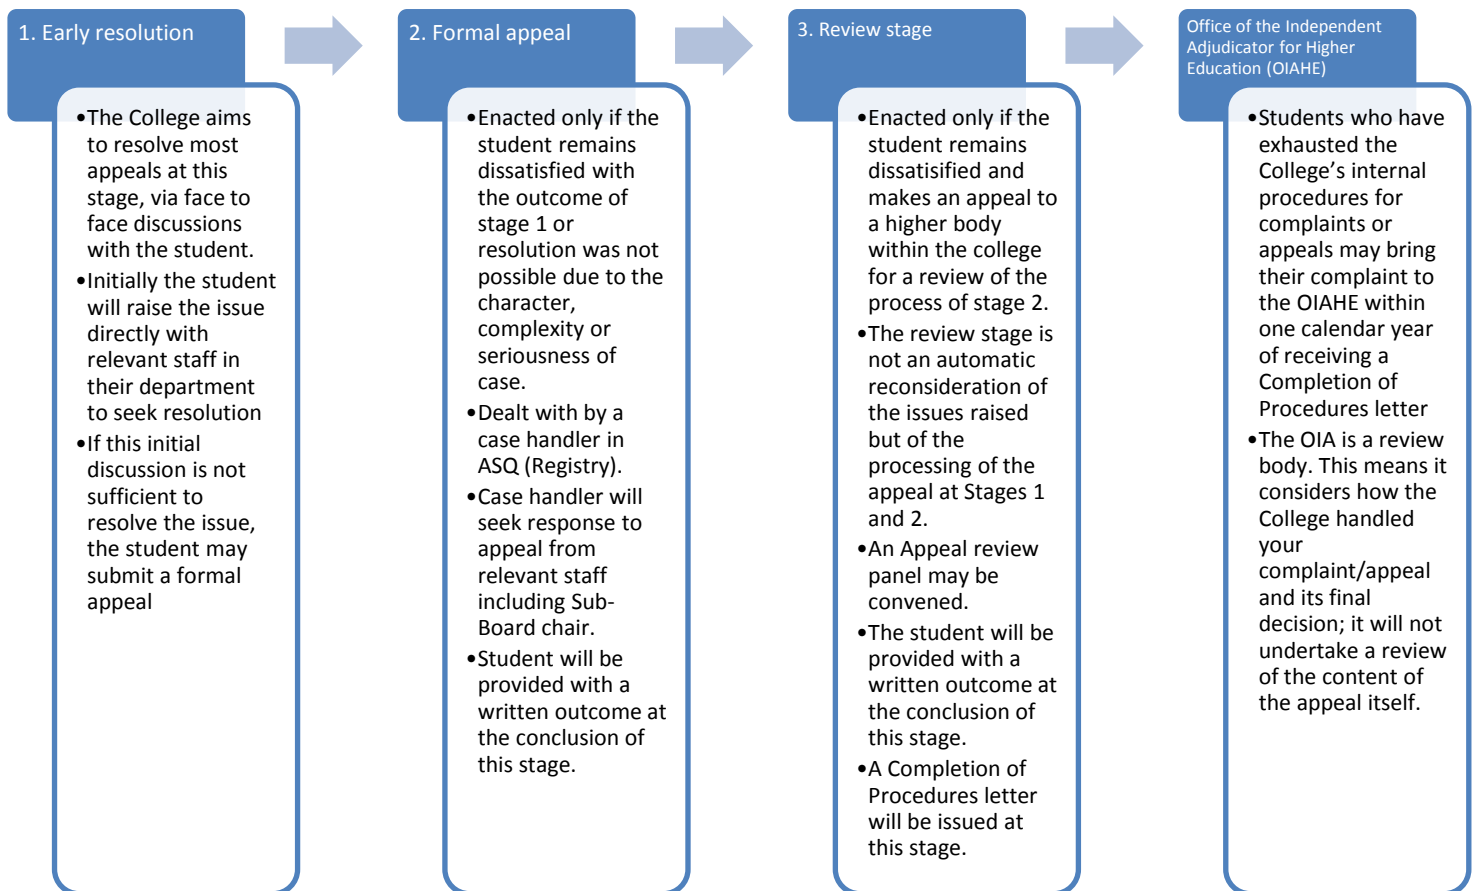 1. Early resolution
•The College aims
to resolve most
appeals at this
stage, via face to
face discussions
with the student.
•Initially the student
will raise the issue
directly with
relevant staff in
their department
to seek resolution
•If this initial
discussion is not
sufficient to
resolve the issue,
the student may
submit a formal
appeal
2. Formal appeal
•Enacted only if the
student remains
dissatisfied with
the outcome of
stage 1 or
resolution was not
possible due to the
character,
complexity or
seriousness of
case.
•Dealt with by a
case handler in
ASQ (Registry).
•Case handler will
seek response to
appeal from
relevant staff
including Sub-
Board chair.
•Student will be
provided with a
written outcome at
the conclusion of
this stage.
3. Review stage
•Enacted only if the
student remains
dissatisified and
makes an appeal to
a higher body
within the college
for a review of the
process of stage 2.
•The review stage is
not an automatic
reconsideration of
the issues raised
but of the
processing of the
appeal at Stages 1
and 2.
•An Appeal review
panel may be
convened.
•The student will be
provided with a
written outcome at
the conclusion of
this stage.
•A Completion of
Procedures letter
will be issued at
this stage.
Office of the Independent
Adjudicator for Higher
Education (OIAHE)
•Students who have
exhausted the
College’s internal
procedures for
complaints or
appeals may bring
their complaint to
the OIAHE within
one calendar year
of receiving a
Completion of
Procedures letter
•The OIA is a review
body. This means it
considers how the
College handled
your
complaint/appeal
and its final
decision; it will not
undertake a review
of the content of
the appeal itself.